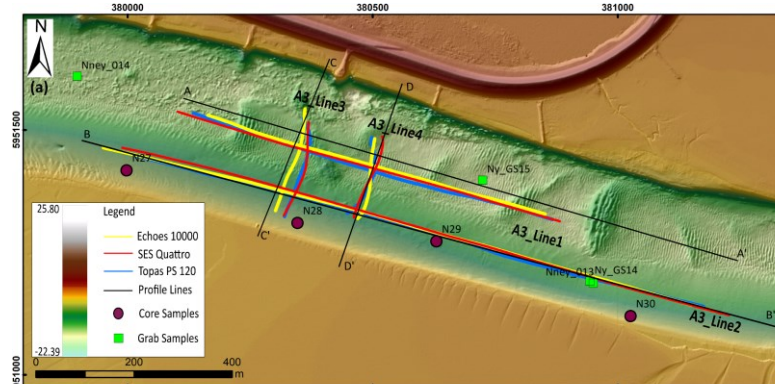 380000 380500 381000
N
(a)
Nney_014
C
D
A
A3_Line3
A3_Line4
5951500
B
N27
Ny_GS15
N28
A3_Line1
C'
N29
A'
D'
Nney_013 Ny_GS14
N30
A3_Line2
B'
25.80
-22.39
Legend
Echoes 10000
SES Quattro
Topas PS 120
Profile Lines
Core Samples
Grab Samples
0 200 400
m
5951000